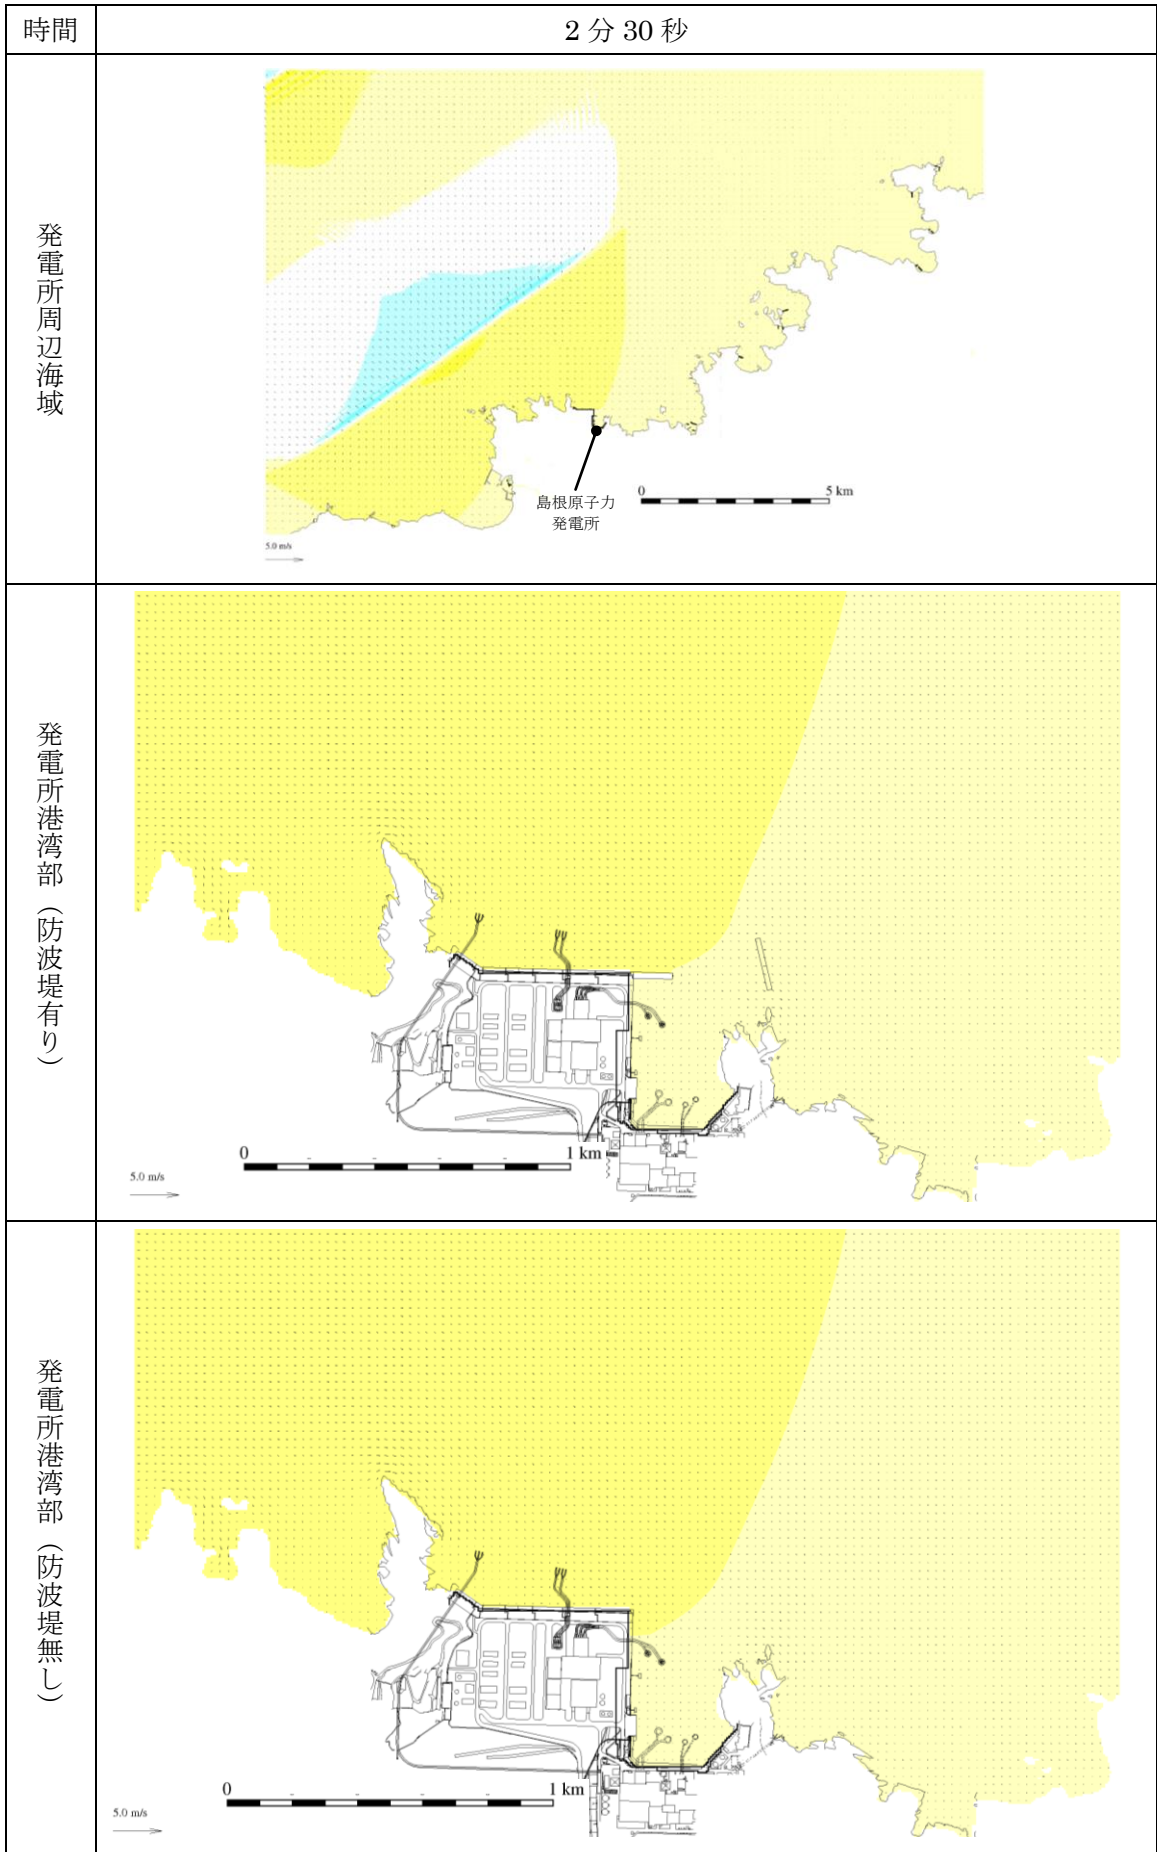 時間
2分30秒
発電所周辺海域
島根原子力
発電所
0 5 km
5.0 m/s
発電所港湾部（防波堤有り）
0 1 km
5.0 m/s
発電所港湾部（防波堤無し）
0 1 km
5.0 m/s